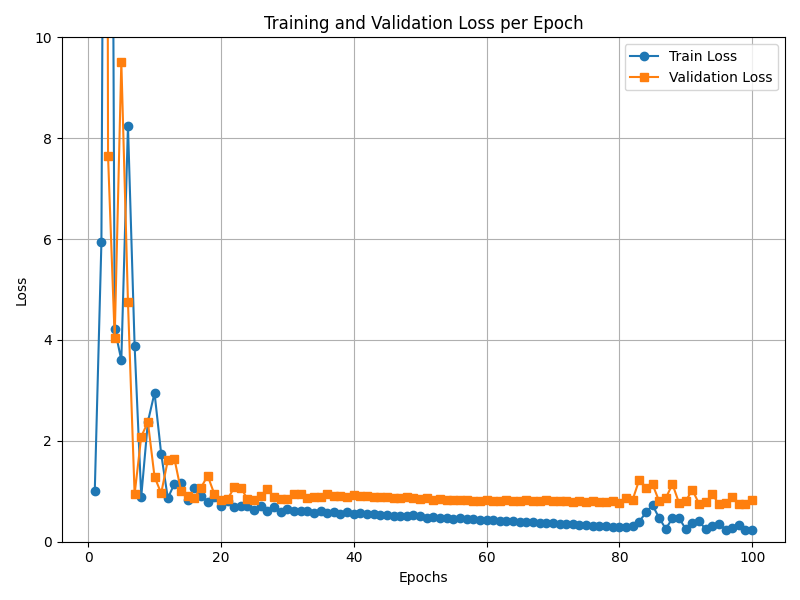 Training and Validation Loss per Epoch
Train Loss
Validation Loss
Loss
10
8
6
4
2
0
0 20 40 60 80 100
Epochs